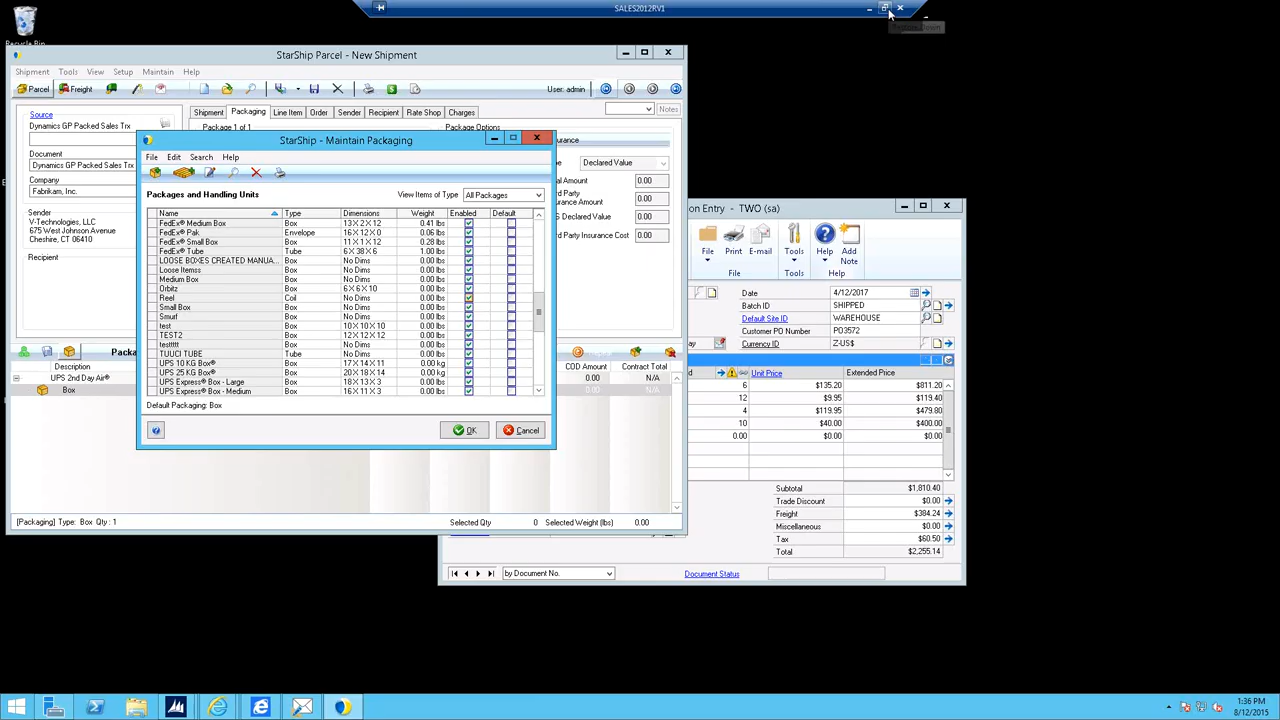 SALES2012RV1
Recycle Bin
StarShip Parcel - New Shipment
Shipment Tools View Setup Maintain Help
Parcel Freight User: admin
Shipment Packaging Line Item Order Sender Recipient Rate Shop Charges Notes
Source
Dynamics GP Packed Sales Trx
Document
Dynamics GP Packed Sales Trx
Company
Fabrikam, Inc.
Sender
V-Technologies, LLC
675 West Johnson Avenue
Cheshire, CT 06410
Recipient
Package 1 of 1 Package Options
Declared Value
0.00
0.00
Declared Value 0.00
Party Insurance Cost 0.00
StarShip - Maintain Packaging
File Edit Search Help
Packages and Handling Units View Items of Type All Packages
Name Type Dimensions Weight Enabled Default
FedEx® Medium Box Box 13 X 2 X 12 0.41 lbs
FedEx® Pak Envelope 16 X 12 X 0 0.06 lbs
FedEx® Small Box Box 11 X 1 X 12 0.28 lbs
FedEx® Tube Tube 6 X 38 X 6 1.00 lbs
LOOSE BOXES CREATED MANUA... Box No Dims 0.00 lbs
Loose Itemss Box No Dims 0.00 lbs
Medium Box Box No Dims 0.00 lbs
Orbitz Box 6 X 6 X 10 0.00 lbs
Reel Coil No Dims 0.00 lbs
Small Box Box No Dims 0.00 lbs
Smurf Box No Dims 0.00 lbs
test Box 10 X 10 X 10 0.00 lbs
TEST2 Box 12 X 12 X 12 0.00 lbs
Box No Dims 0.00 lbs
TUUCI TUBE Tube No Dims 0.00 lbs
UPS 10 KG Box® Box 17 X 14 X 11 0.00 kg
UPS 25 KG Box® Box 20 X 18 X 14 0.00 kg
UPS Express® Box - Large Box 18 X 13 X 3 0.00 lbs
UPS Express® Box - Medium Box 16 X 11 X 3 0.00 lbs
Default Packaging: Box
OK Cancel
Description COD Amount Contract Total
UPS 2nd Day Air® 0.00 N/A
Box 0.00 N/A
[Packaging] Type: Box Qty : 1 Selected Qty 0 Selected Weight (lbs) 0.00
on Entry - TWO (sa)
File Print E-mail Tools Help Add Note
File Tools Help
Date 4/12/2017
Batch ID SHIPPED
Default Site ID WAREHOUSE
Customer PO Number PO3572
Currency ID Z-US$
Unit Price Extended Price
6 $135.20 $811.20
12 $9.95 $119.40
4 $119.95 $479.80
10 $40.00 $400.00
0.00 $0.00 $0.00
Subtotal $1,810.40
Trade Discount $0.00
Freight $384.24
Miscellaneous $0.00
Tax $60.50
Total $2,255.14
by Document No. Document Status
1:36 PM
8/12/2015